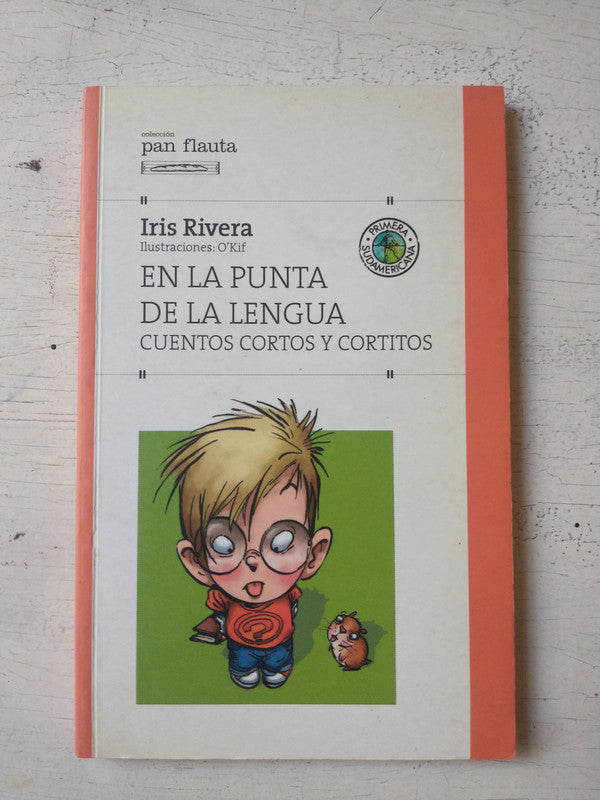 colección
pan flauta
Iris Rivera
Ilustraciones: O'Kif
PRIMERA SUDAMERICANA
EN LA PUNTA
DE LA LENGUA
CUENTOS CORTOS Y CORTITOS
?